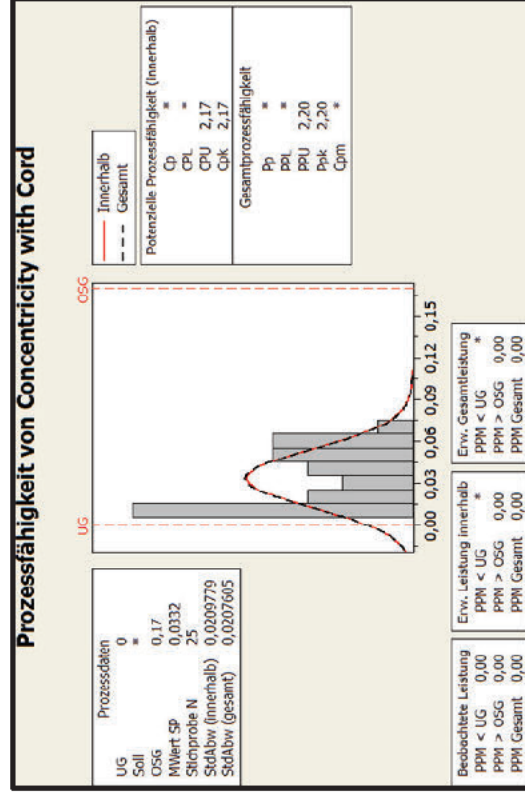 Prozessfähigkeit von Concentricity with Cord
Prozessdaten
UG 0
Soll *
OSG 0,17
MWert SP 0,0332
Stichprobe N 25
StdAbw (innerhalb) 0,0209779
StdAbw (gesamt) 0,0207605
UG
OSG
Innerhalb
Gesamt
Potenzielle Prozessfähigkeit (innerhalb)
Cp *
CPL *
CPU 2,17
Cpk 2,17
Gesamtprozessfähigkeit
Pp *
PPL *
PPU 2,20
Ppk 2,20
Cpm *
0,00 0,03 0,06 0,09 0,12 0,15
Beobachtete Leistung
PPM < UG 0,00
PPM > OSG 0,00
PPM Gesamt 0,00
Erw. Leistung innerhalb
PPM < UG *
PPM > OSG 0,00
PPM Gesamt 0,00
Erw. Gesamtleistung
PPM < UG *
PPM > OSG 0,00
PPM Gesamt 0,00